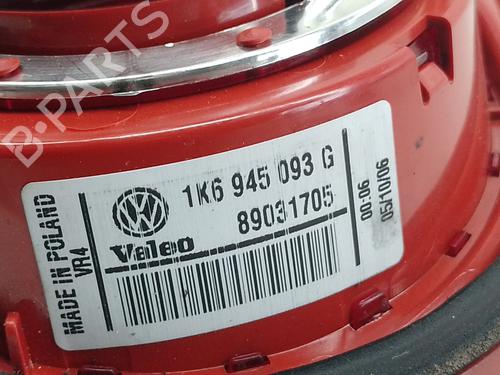 B-PARTS
MADE IN POLAND
VR4
1K6 945 093 G
Valeo
89031705
00:06
05/10/06